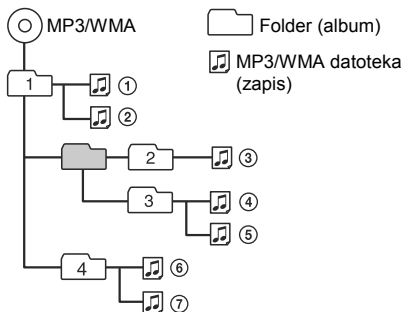 MP3/WMA
Folder (album)
MP3/WMA datoteka
(zapis)
1
①
②
2
③
3
④
⑤
4
⑥
⑦